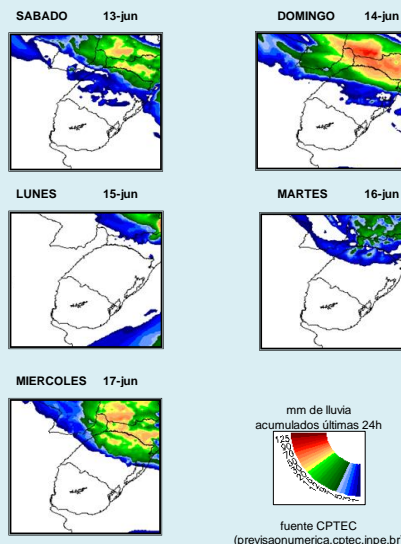 SABADO 13-jun
DOMINGO 14-jun
LUNES 15-jun
MARTES 16-jun
MIERCOLES 17-jun
mm de lluvia
acumulados últimas 24h
125
fuente CPTEC
(previsaonumerica.cptec.inpe.br)